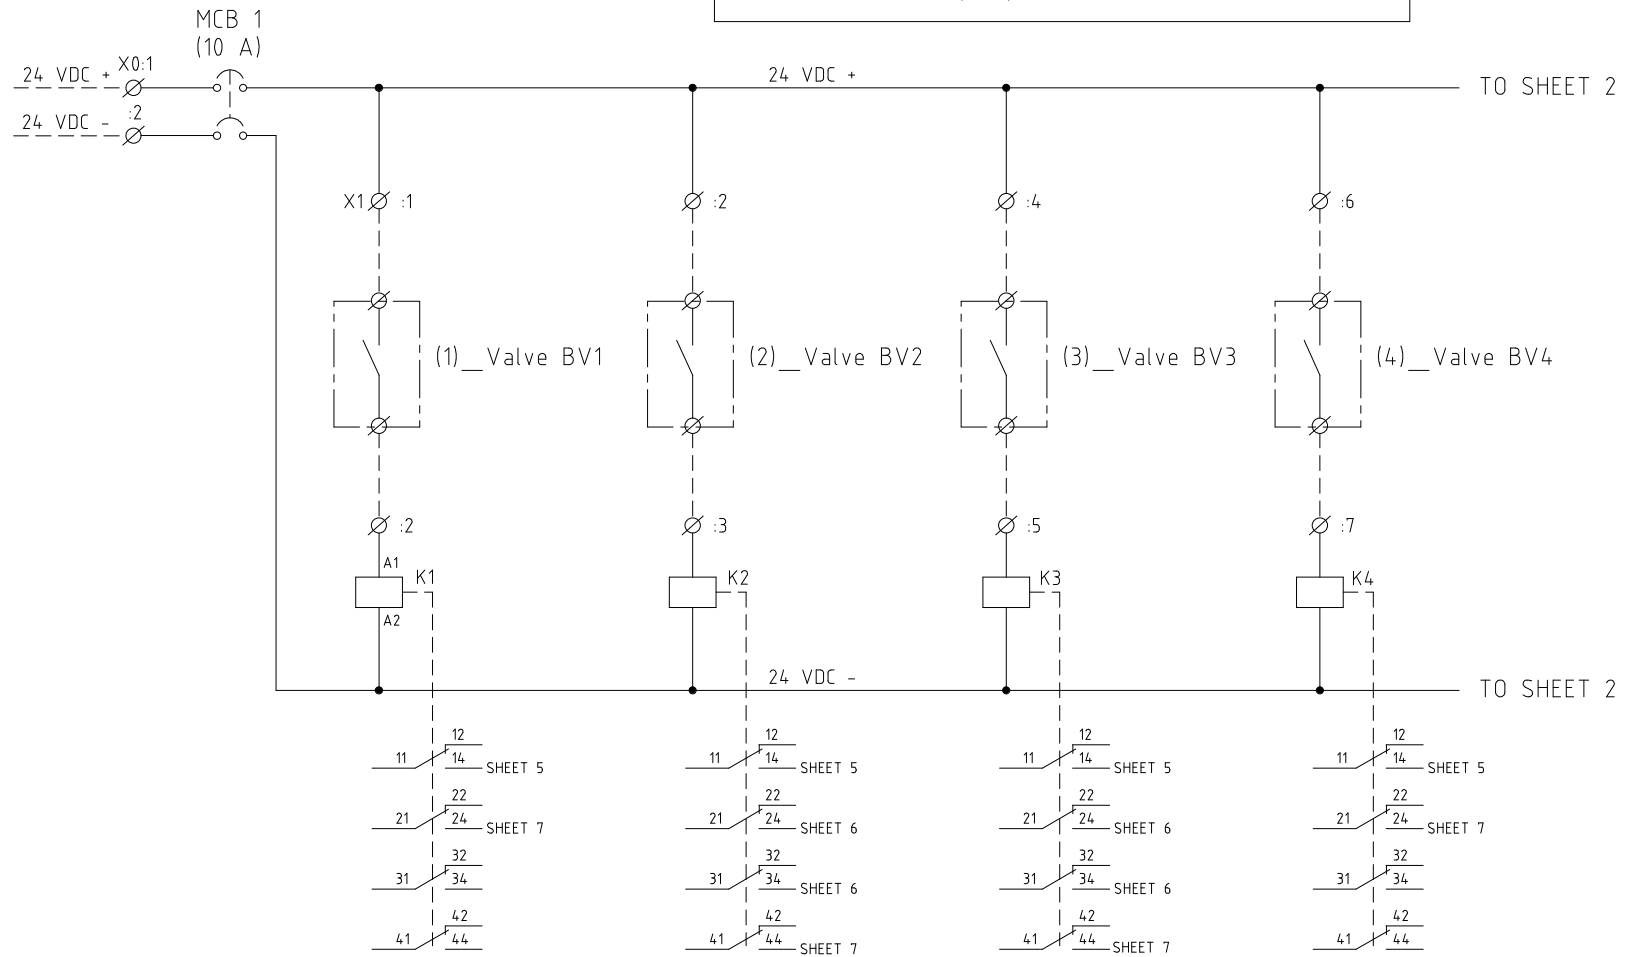 MCB 1
(10 A)
X0:1
24 VDC +
24 VDC +
TO SHEET 2
:2
24 VDC -
X1 :1
:2
:4
:6
(1)__Valve BV1
(2)__Valve BV2
(3)__Valve BV3
(4)__Valve BV4
:2
:3
:5
:7
A1
K1
K2
K3
K4
A2
24 VDC -
TO SHEET 2
12
11 14 SHEET 5
22
21 24 SHEET 7
32
31 34
42
41 44
12
11 14 SHEET 5
22
21 24 SHEET 6
32
31 34 SHEET 6
42
41 44 SHEET 7
12
11 14 SHEET 5
22
21 24 SHEET 6
32
31 34 SHEET 6
42
41 44 SHEET 7
12
11 14 SHEET 5
22
21 24 SHEET 7
32
31 34
42
41 44